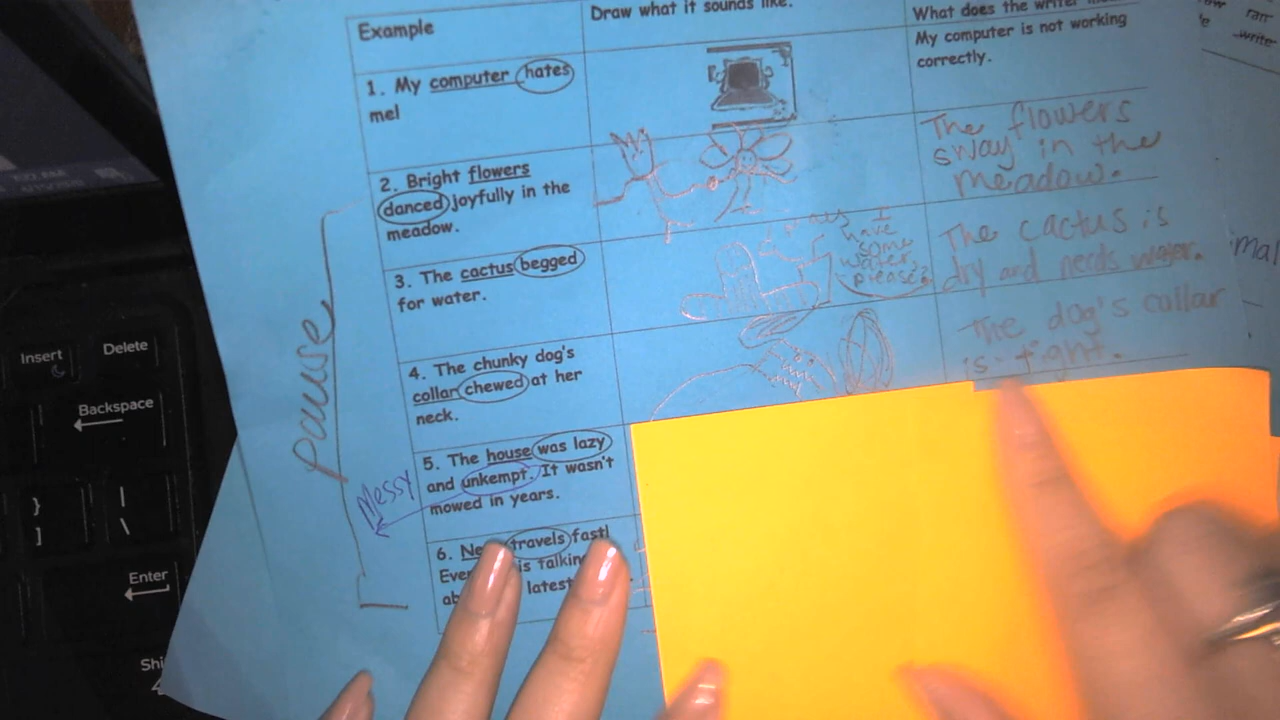 Example
Draw what it sounds like.
What does the writer
1. My computer hates
me!
My computer is not working
correctly.
2. Bright flowers
danced joyfully in the
meadow.
The flowers
sway in the
meadow.
3. The cactus begged
for water.
I
have
some
water
please?
The cactus is
dry and needs water.
4. The chunky dog's
collar chewed at her
neck.
The dog's collar
is tight.
5. The house was lazy
and unkempt. It wasn't
mowed in years.
6. travels fast!
is talking
latest
pause
Messy
Insert
Delete
Backspace
}
]
|
\
Enter